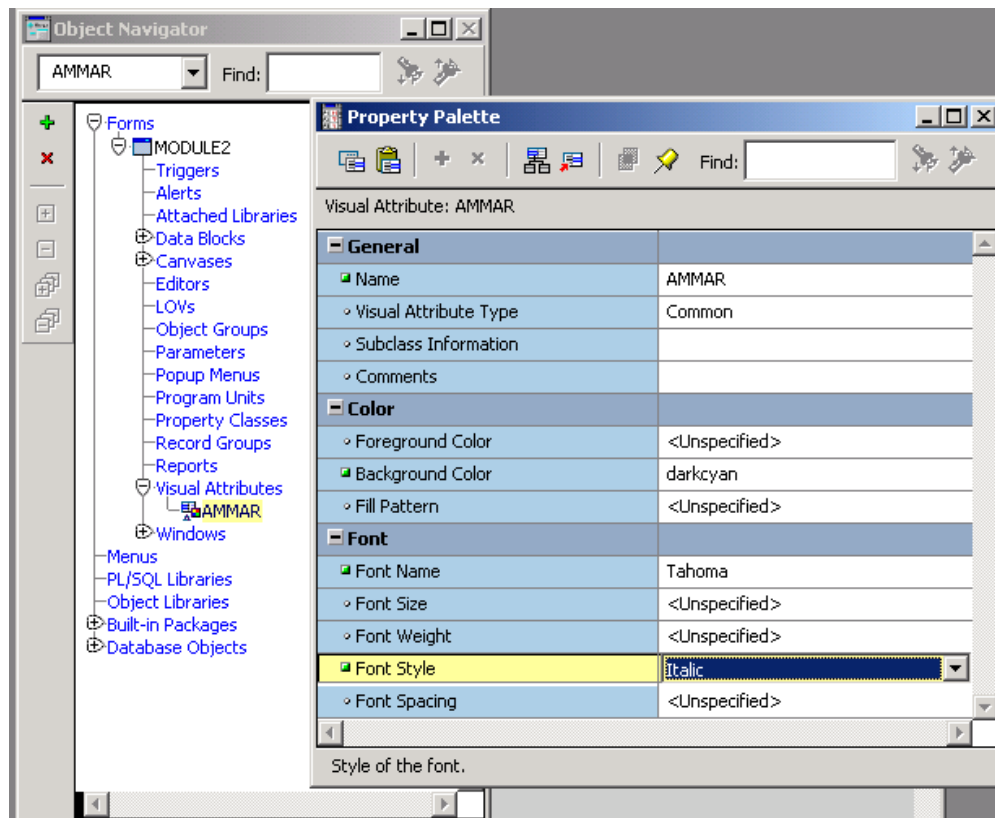 Object Navigator
AMMAR
Find:
Forms
MODULE2
Triggers
Alerts
Attached Libraries
Data Blocks
Canvases
Editors
LOVs
Object Groups
Parameters
Popup Menus
Program Units
Property Classes
Record Groups
Reports
Visual Attributes
AMMAR
Windows
Menus
PL/SQL Libraries
Object Libraries
Built-in Packages
Database Objects
Property Palette
Find:
Visual Attribute: AMMAR
General
Name AMMAR
Visual Attribute Type Common
Subclass Information
Comments
Color
Foreground Color <Unspecified>
Background Color darkcyan
Fill Pattern <Unspecified>
Font
Font Name Tahoma
Font Size <Unspecified>
Font Weight <Unspecified>
Font Style Italic
Font Spacing <Unspecified>
Style of the font.